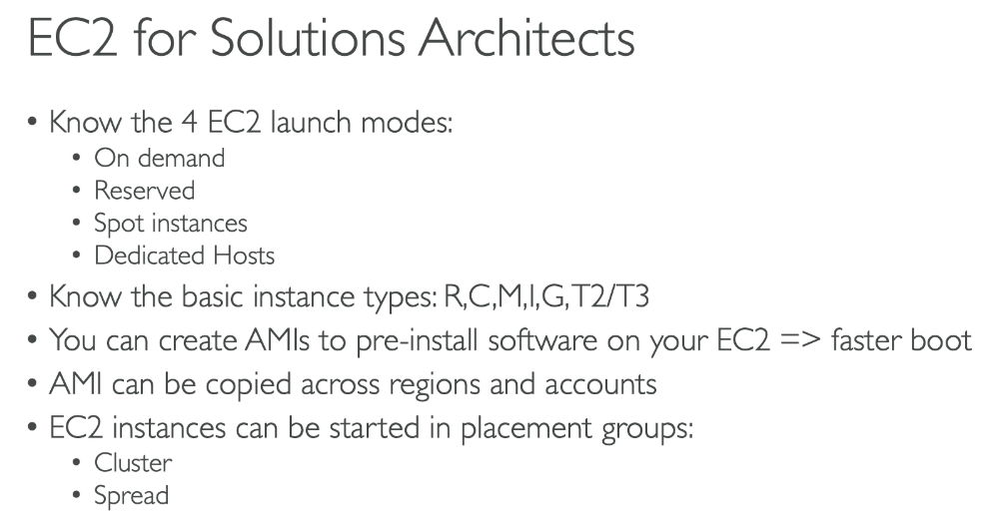 EC2 for Solutions Architects
• Know the 4 EC2 launch modes:
• On demand
• Reserved
• Spot instances
• Dedicated Hosts
• Know the basic instance types: R,C,M,I,G, T2/T3
• You can create AMIs to pre-install software on your EC2 => faster boot
• AMI can be copied across regions and accounts
• EC2 instances can be started in placement groups:
• Cluster
• Spread